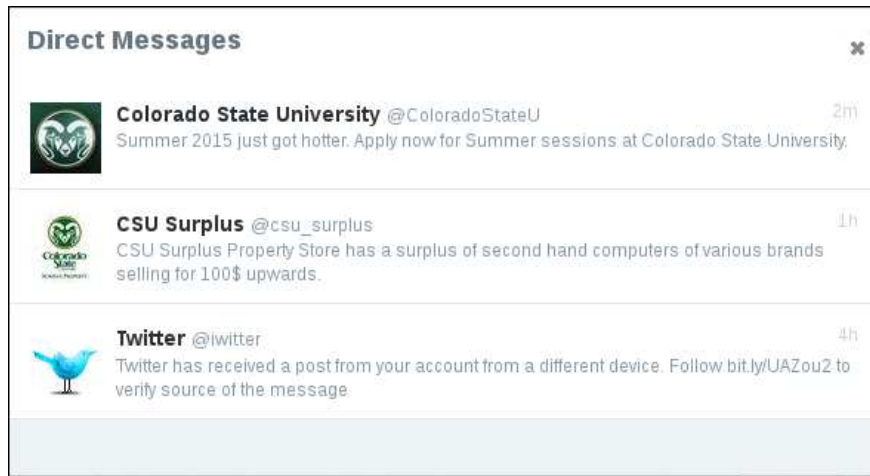 Direct Messages
✖
Colorado State University @ColoradoStateU 2m
Summer 2015 just got hotter. Apply now for Summer sessions at Colorado State University.
CSU Surplus @csu_surplus 1h
CSU Surplus Property Store has a surplus of second hand computers of various brands
selling for 100$ upwards.
Colorado
State
Twitter @iwitter 4h
Twitter has received a post from your account from a different device. Follow bit.ly/UAZou2 to
verify source of the message